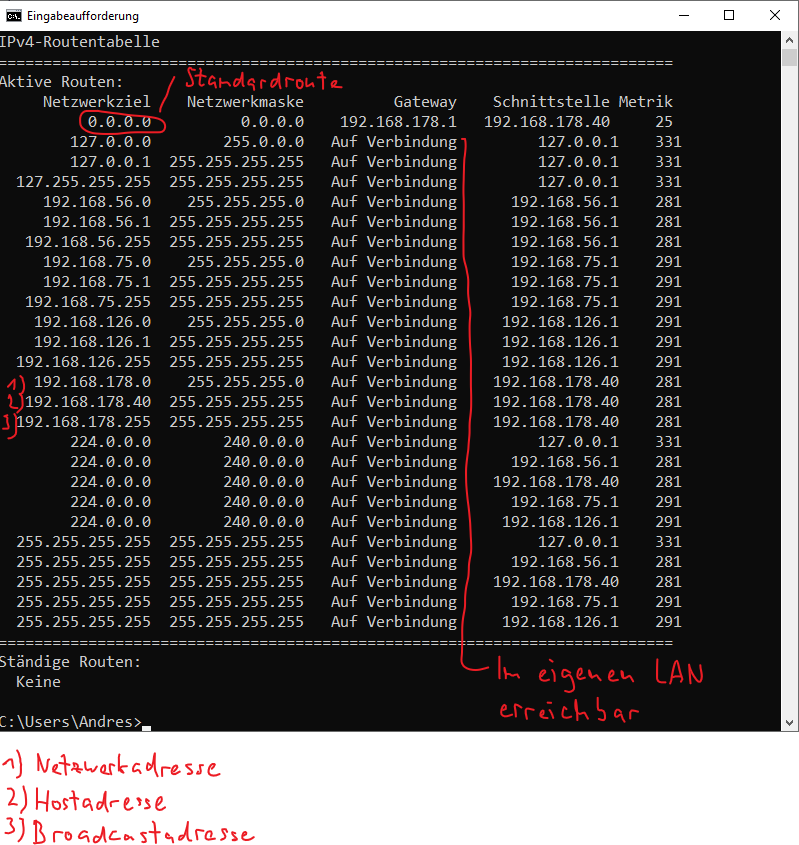 Eingabeaufforderung
IPv4-Routentabelle
===========================================================================
Aktive Routen:
Standardroute
Netzwerkziel Netzwerkmaske Gateway Schnittstelle Metrik
0.0.0.0 0.0.0.0 192.168.178.1 192.168.178.40 25
127.0.0.0 255.0.0.0 Auf Verbindung 127.0.0.1 331
127.0.0.1 255.255.255.255 Auf Verbindung 127.0.0.1 331
127.255.255.255 255.255.255.255 Auf Verbindung 127.0.0.1 331
192.168.56.0 255.255.255.0 Auf Verbindung 192.168.56.1 281
192.168.56.1 255.255.255.255 Auf Verbindung 192.168.56.1 281
192.168.56.255 255.255.255.255 Auf Verbindung 192.168.56.1 281
192.168.75.0 255.255.255.0 Auf Verbindung 192.168.75.1 291
192.168.75.1 255.255.255.255 Auf Verbindung 192.168.75.1 291
192.168.75.255 255.255.255.255 Auf Verbindung 192.168.75.1 291
192.168.126.0 255.255.255.0 Auf Verbindung 192.168.126.1 291
192.168.126.1 255.255.255.255 Auf Verbindung 192.168.126.1 291
192.168.126.255 255.255.255.255 Auf Verbindung 192.168.126.1 291
1) 192.168.178.0 255.255.255.0 Auf Verbindung 192.168.178.40 281
2) 192.168.178.40 255.255.255.255 Auf Verbindung 192.168.178.40 281
3) 192.168.178.255 255.255.255.255 Auf Verbindung 192.168.178.40 281
224.0.0.0 240.0.0.0 Auf Verbindung 127.0.0.1 331
224.0.0.0 240.0.0.0 Auf Verbindung 192.168.56.1 281
224.0.0.0 240.0.0.0 Auf Verbindung 192.168.178.40 281
224.0.0.0 240.0.0.0 Auf Verbindung 192.168.75.1 291
224.0.0.0 240.0.0.0 Auf Verbindung 192.168.126.1 291
255.255.255.255 255.255.255.255 Auf Verbindung 127.0.0.1 331
255.255.255.255 255.255.255.255 Auf Verbindung 192.168.56.1 281
255.255.255.255 255.255.255.255 Auf Verbindung 192.168.178.40 281
255.255.255.255 255.255.255.255 Auf Verbindung 192.168.75.1 291
255.255.255.255 255.255.255.255 Auf Verbindung 192.168.126.1 291
===========================================================================
Ständige Routen:
Keine
Im eigenen LAN
erreichbar
C:\Users\Andres>_
1) Netzwerkadresse
2) Hostadresse
3) Broadcastadresse